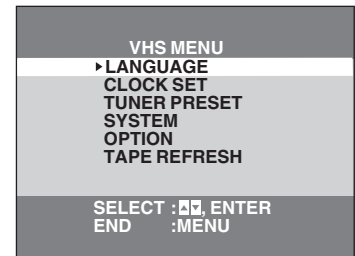 VHS MENU
▸LANGUAGE
CLOCK SET
TUNER PRESET
SYSTEM
OPTION
TAPE REFRESH
SELECT :▲▼, ENTER
END :MENU